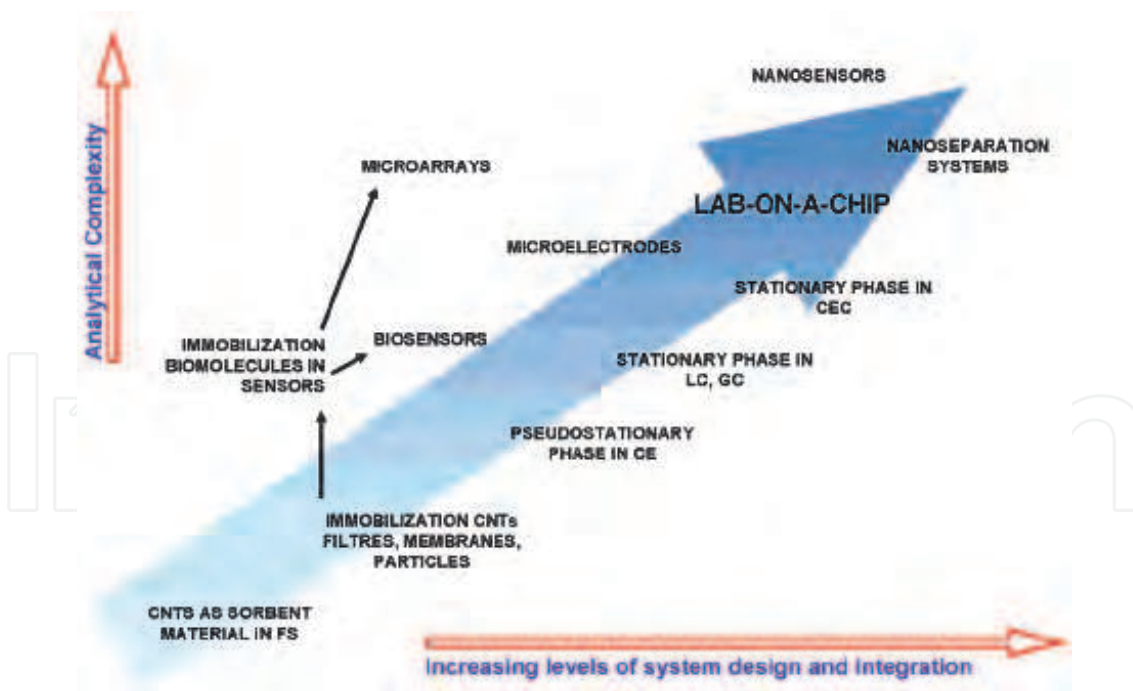 NANOSENSORS
NANOSEPARATION
SYSTEMS
MICROARRAYS
LAB-ON-A-CHIP
MICROELECTRODES
STATIONARY PHASE IN
CEC
Analytical Complexity
IMMOBILIZATION
BIOMOLECULES IN
SENSORS
BIOSENSORS
STATIONARY PHASE IN
LC, GC
PSEUDOSTATIONARY
PHASE IN CE
IMMOBILIZATION CNTs
FILTRES, MEMBRANES,
PARTICLES
CNTS AS SORBENT
MATERIAL IN FS
Increasing levels of system design and Integration